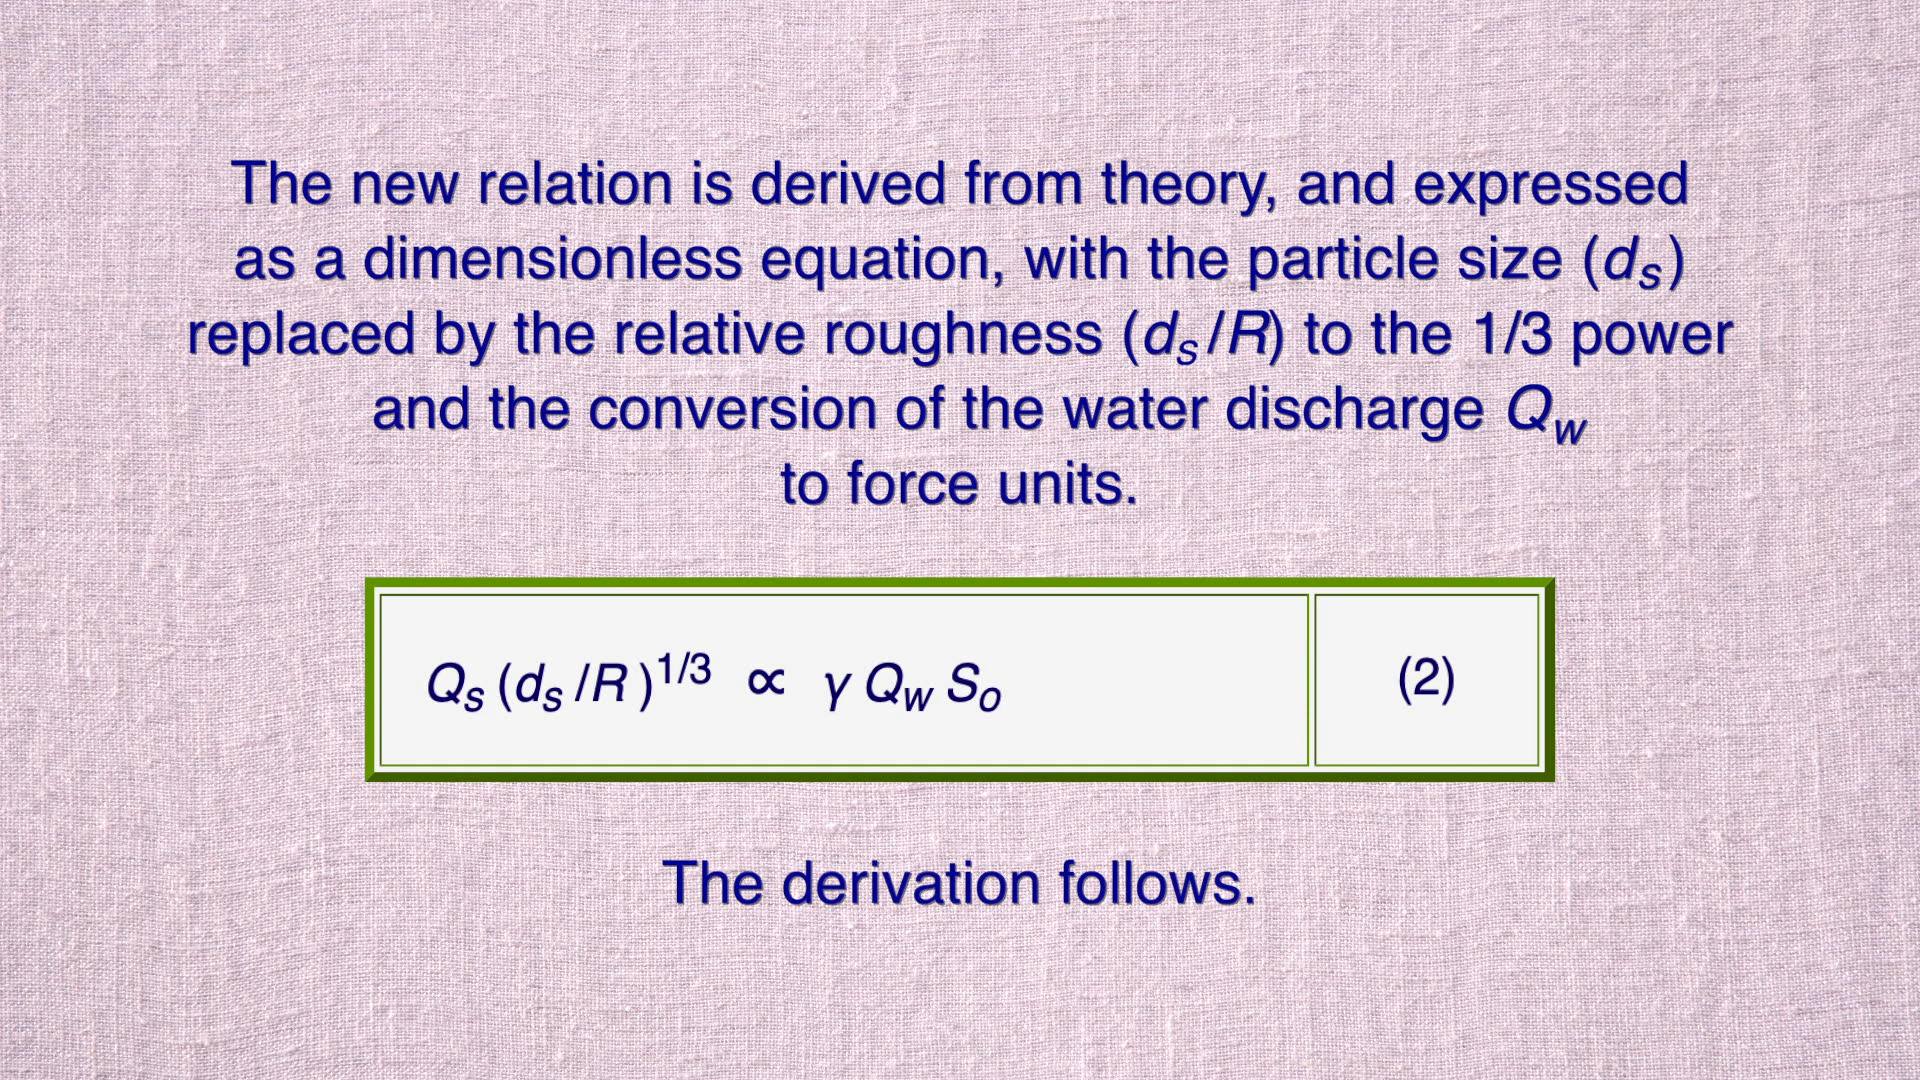 The new relation is derived from theory, and expressed
as a dimensionless equation, with the particle size (dₛ)
replaced by the relative roughness (dₛ/R) to the 1/3 power
and the conversion of the water discharge Q_w
to force units.
Qₛ (dₛ /R )^1/3 ∝ γ Q_w Sₒ (2)
The derivation follows.